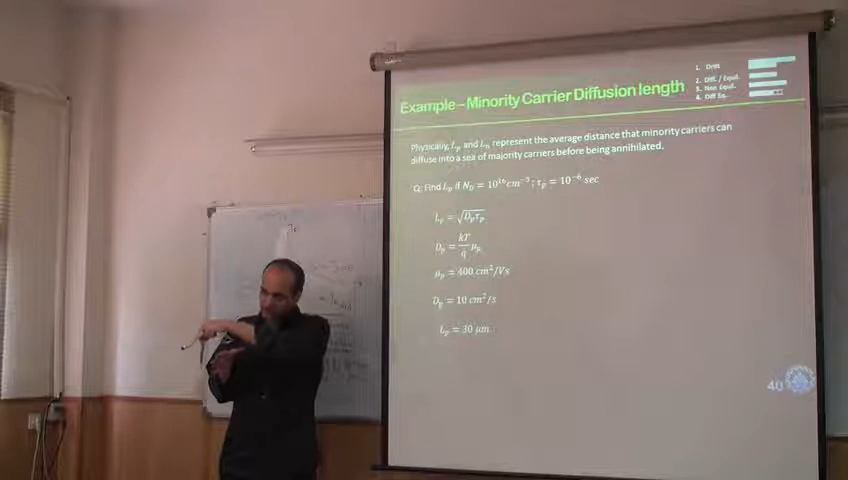 Example – Minority Carrier Diffusion length
1. Drift
2. Diff. / Equil.
3. Non Equil.
4. Diff Eq.
Physically, Lₚ and Lₙ represent the average distance that minority carriers can
diffuse into a sea of majority carriers before being annihilated.
Q: Find Lₚ if N_D = 10¹⁶ cm⁻³; τₚ = 10⁻⁶ sec
Lₚ = √(Dₚτₚ)
Dₚ = kT/q μₚ
μₚ = 400 cm²/Vs
Dₚ = 10 cm²/s
Lₚ = 30 μm
40